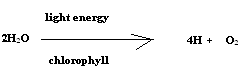 light energy
2H₂O 4H + O₂
chlorophyll